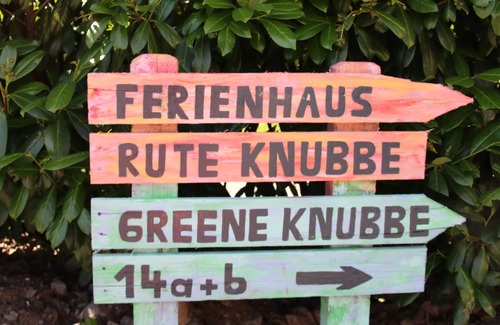 FERIENHAUS
RUTE KNUBBE
GREENE KNUBBE
14a+b →